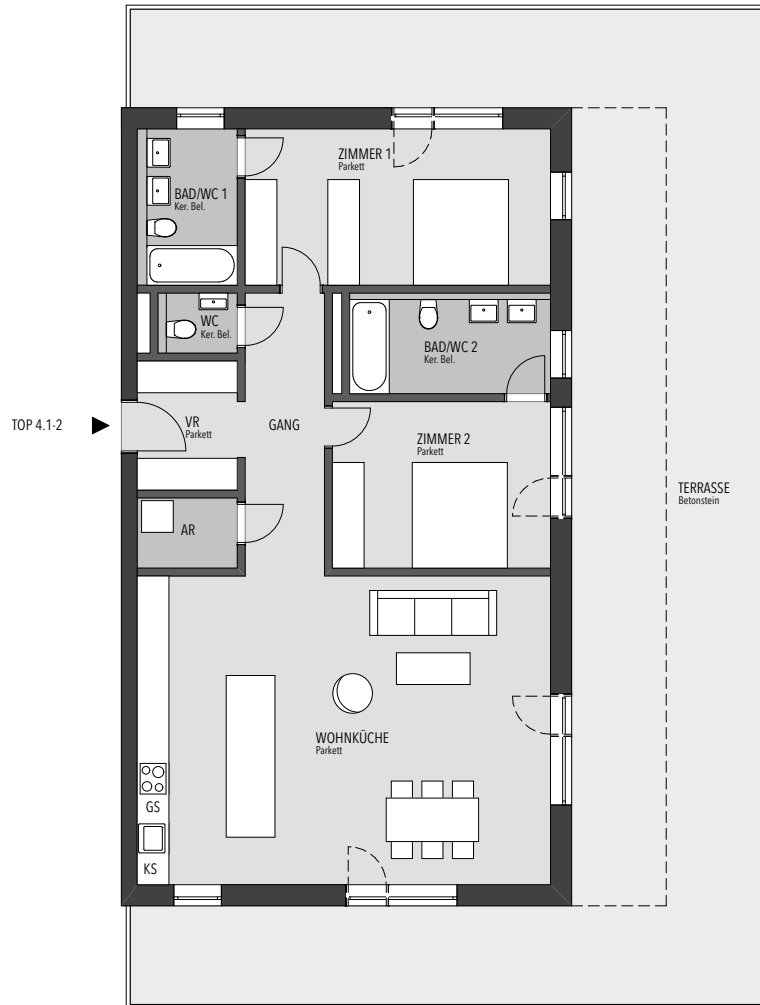 ZIMMER 1
Parkett
BAD/WC 1
Ker. Bel.
WC
Ker. Bel.
BAD/WC 2
Ker. Bel.
TOP 4.1-2
VR
Parkett
GANG
ZIMMER 2
Parkett
TERRASSE
Betonstein
AR
WOHNKÜCHE
Parkett
GS
KS